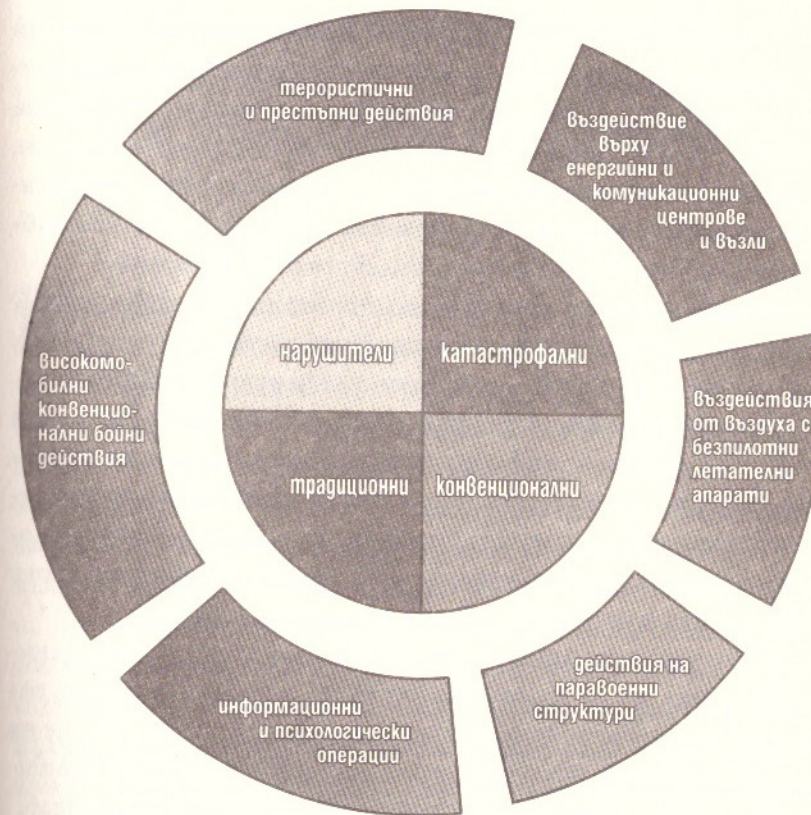 терористични
и престъпни действия
въздействие
върху
енергийни и
комуникационни
центрове
и възли
въздействия
от въздуха с
безпилотни
летателни
апарати
действия на
паравоенни
структури
информационни
и психологически
операции
високомо-
билни
конвенцио-
нални бойни
действия
нарушители
катастрофални
традиционни
конвенционални